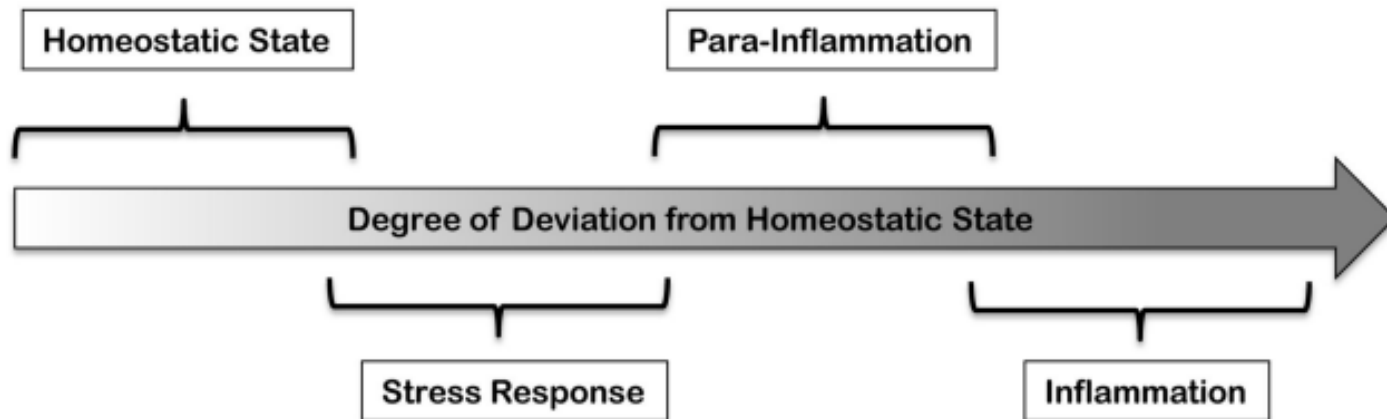 Homeostatic State
Para-Inflammation
Degree of Deviation from Homeostatic State
Stress Response
Inflammation